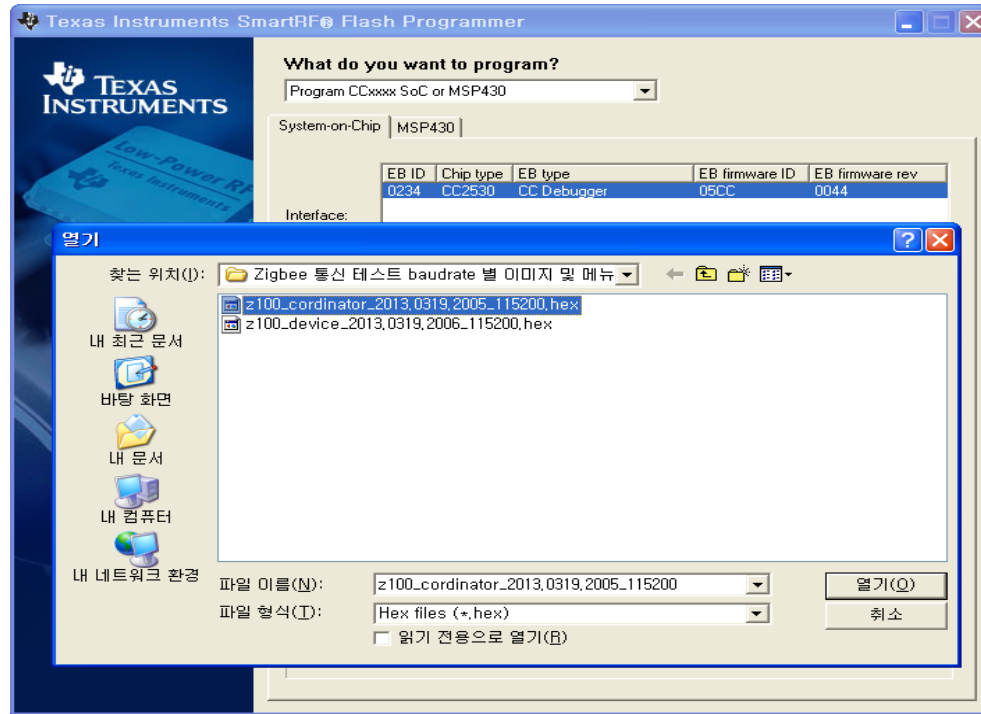 Texas Instruments SmartRF® Flash Programmer
TEXAS
INSTRUMENTS
Low-Power RF
Texas Instruments
What do you want to program?
Program CCxxxx SoC or MSP430
System-on-Chip MSP430
EB ID Chip type EB type EB firmware ID EB firmware rev
0234 CC2530 CC Debugger 05CC 0044
Interface:
열기
찾는 위치(I): Zigbee 통신 테스트 baudrate 별 이미지 및 메뉴
z100_cordinator_2013,0319,2005_115200,hex
z100_device_2013,0319,2006_115200,hex
내 최근 문서
바탕 화면
내 문서
내 컴퓨터
내 네트워크 환경
파일 이름(N): z100_cordinator_2013,0319,2005_115200 열기(O)
파일 형식(T): Hex files (*,hex) 취소
읽기 전용으로 열기(R)